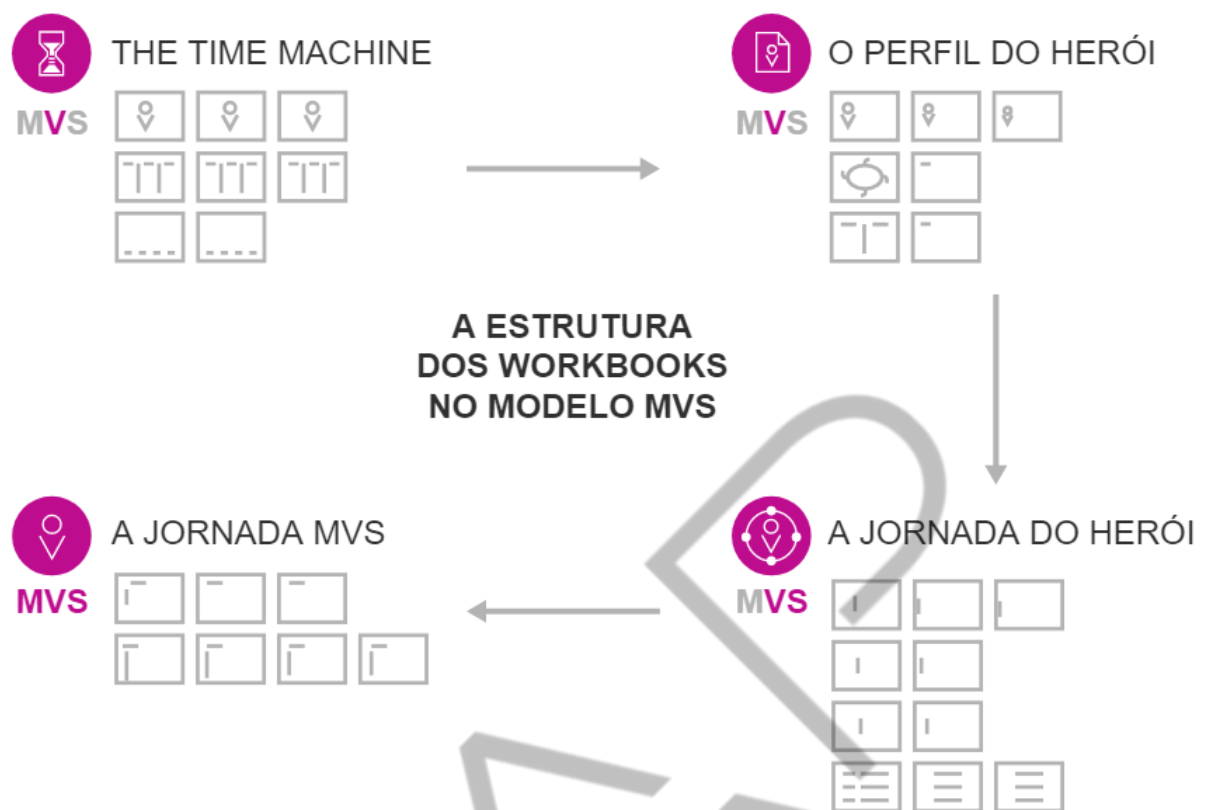 THE TIME MACHINE
MVS
O PERFIL DO HERÓI
MVS
A ESTRUTURA
DOS WORKBOOKS
NO MODELO MVS
A JORNADA MVS
MVS
A JORNADA DO HERÓI
MVS